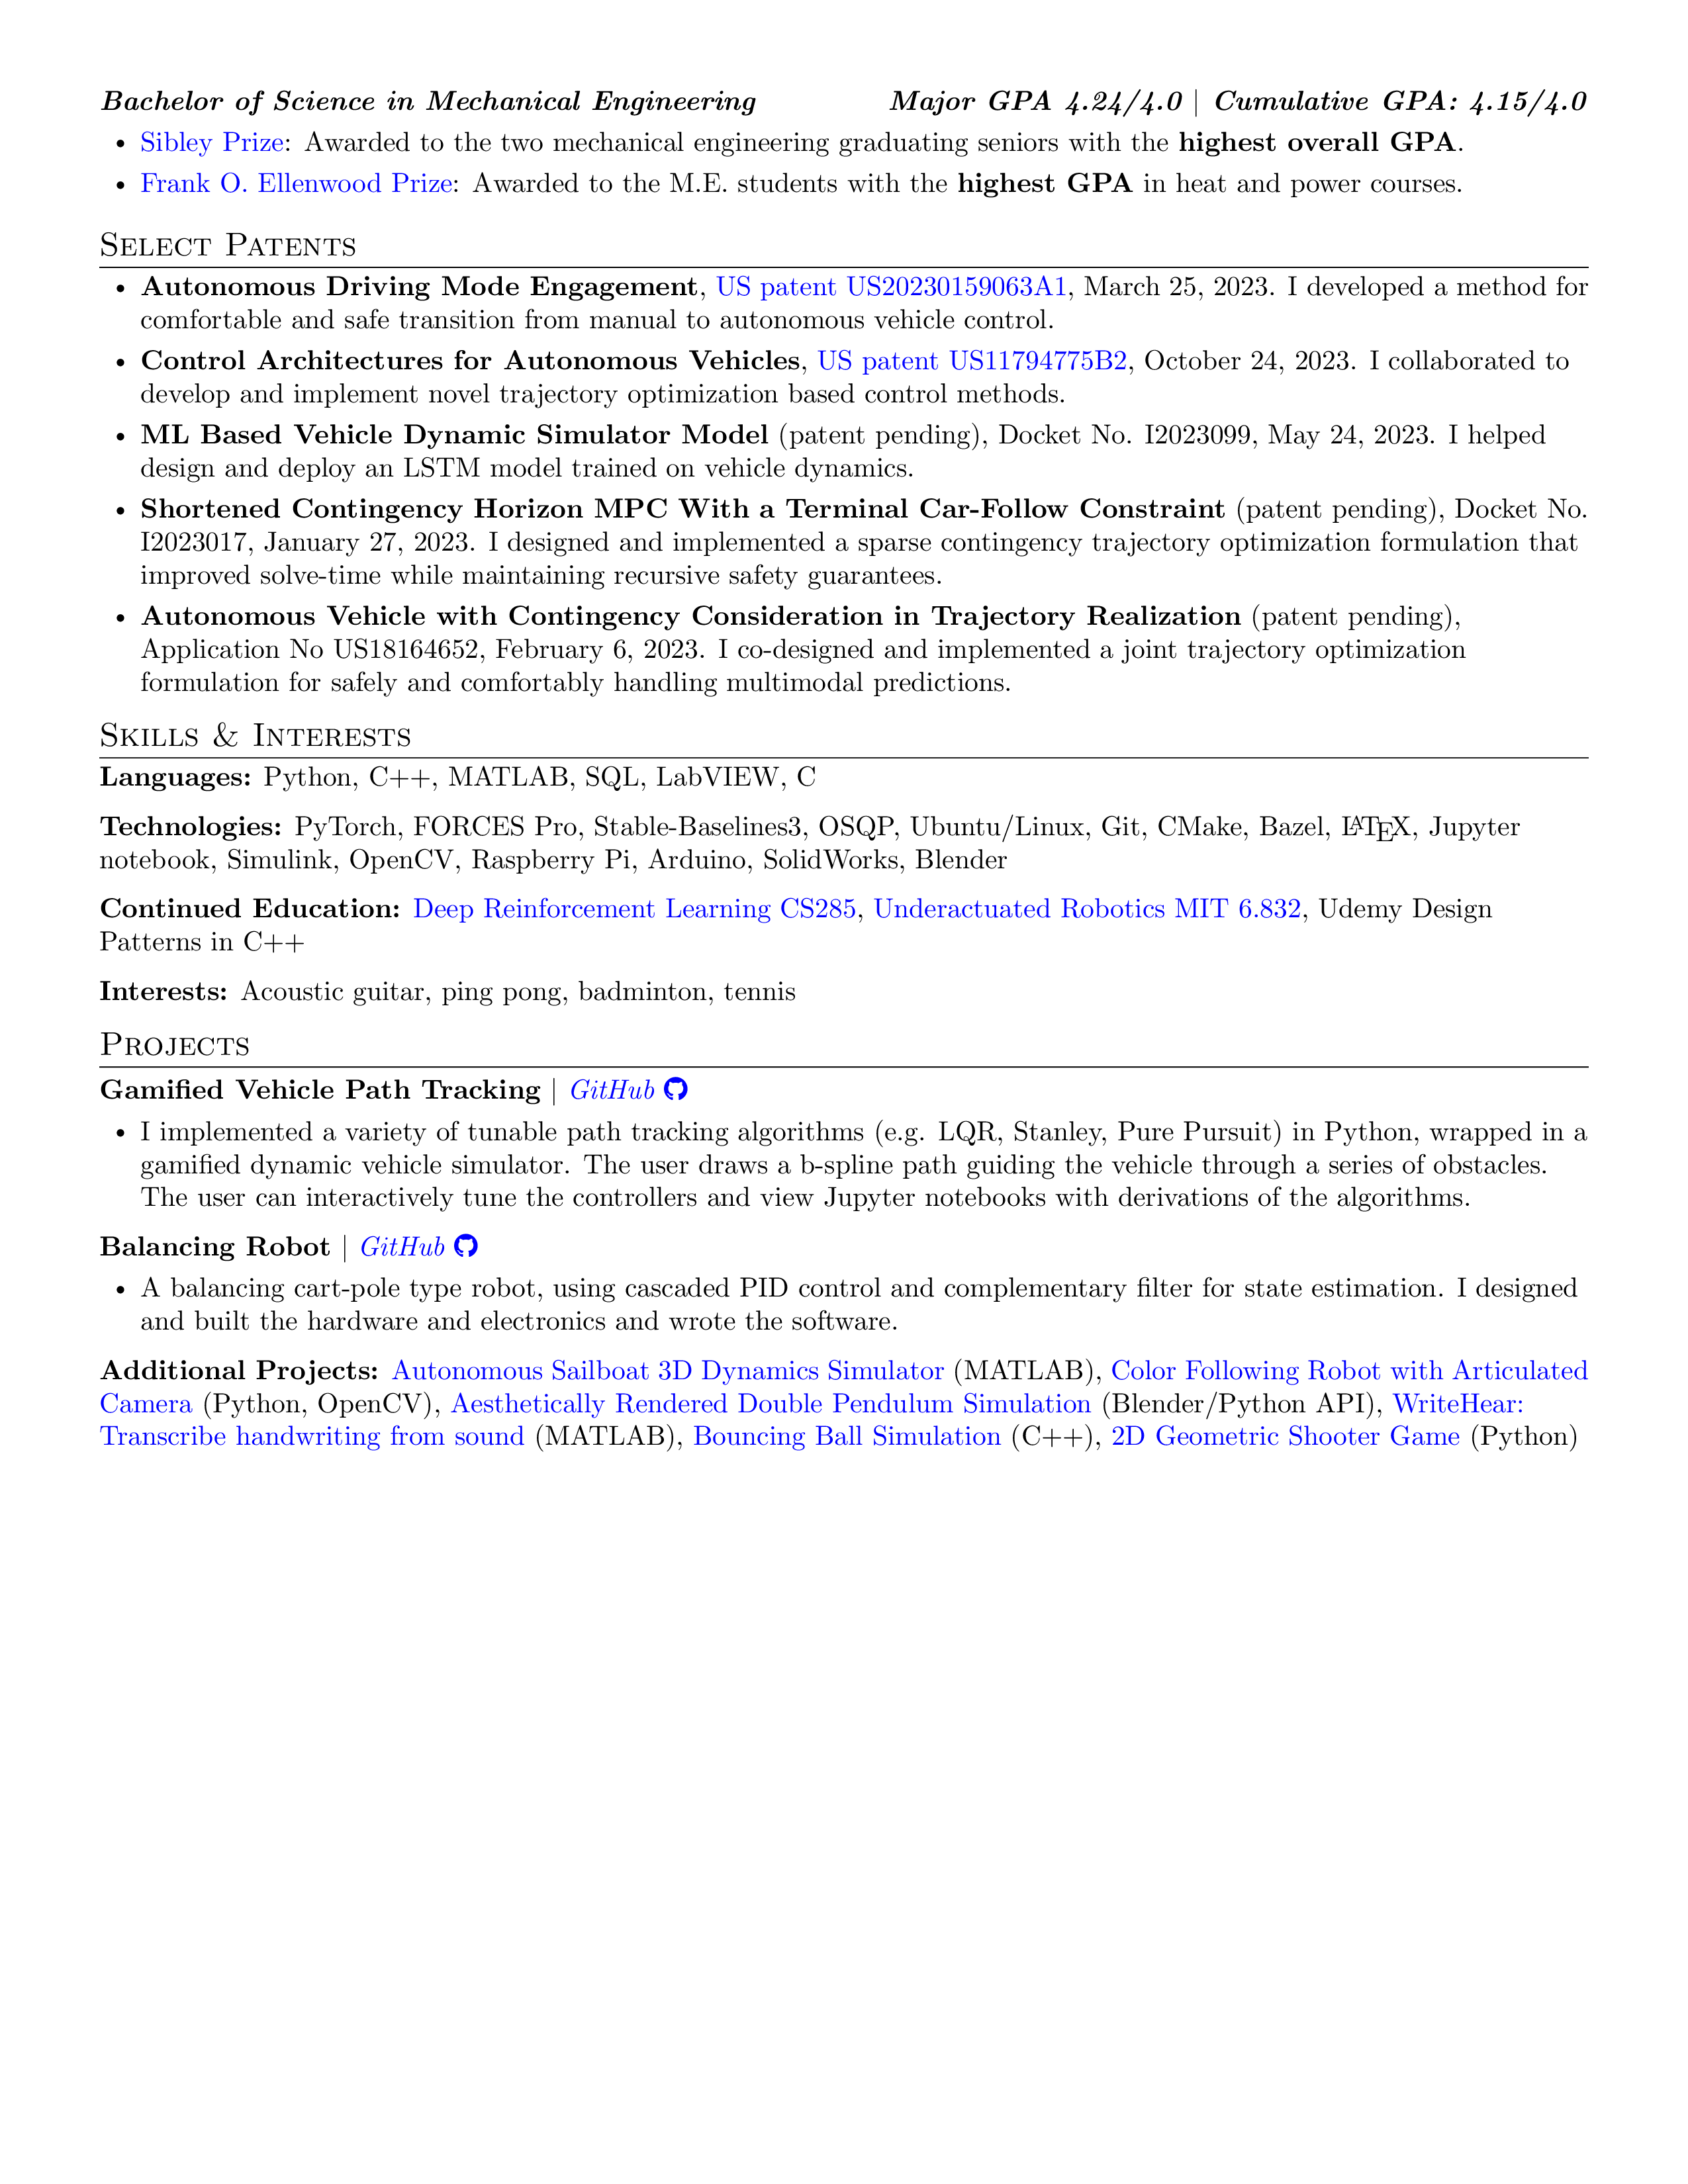 Bachelor of Science in Mechanical Engineering Major GPA 4.24/4.0 | Cumulative GPA: 4.15/4.0
• Sibley Prize: Awarded to the two mechanical engineering graduating seniors with the highest overall GPA.
• Frank O. Ellenwood Prize: Awarded to the M.E. students with the highest GPA in heat and power courses.
Select Patents
• Autonomous Driving Mode Engagement, US patent US20230159063A1, March 25, 2023. I developed a method for
comfortable and safe transition from manual to autonomous vehicle control.
• Control Architectures for Autonomous Vehicles, US patent US11794775B2, October 24, 2023. I collaborated to
develop and implement novel trajectory optimization based control methods.
• ML Based Vehicle Dynamic Simulator Model (patent pending), Docket No. I2023099, May 24, 2023. I helped
design and deploy an LSTM model trained on vehicle dynamics.
• Shortened Contingency Horizon MPC With a Terminal Car-Follow Constraint (patent pending), Docket No.
I2023017, January 27, 2023. I designed and implemented a sparse contingency trajectory optimization formulation that
improved solve-time while maintaining recursive safety guarantees.
• Autonomous Vehicle with Contingency Consideration in Trajectory Realization (patent pending),
Application No US18164652, February 6, 2023. I co-designed and implemented a joint trajectory optimization
formulation for safely and comfortably handling multimodal predictions.
Skills & Interests
Languages: Python, C++, MATLAB, SQL, LabVIEW, C
Technologies: PyTorch, FORCES Pro, Stable-Baselines3, OSQP, Ubuntu/Linux, Git, CMake, Bazel, LATEX, Jupyter
notebook, Simulink, OpenCV, Raspberry Pi, Arduino, SolidWorks, Blender
Continued Education: Deep Reinforcement Learning CS285, Underactuated Robotics MIT 6.832, Udemy Design
Patterns in C++
Interests: Acoustic guitar, ping pong, badminton, tennis
Projects
Gamified Vehicle Path Tracking | GitHub
• I implemented a variety of tunable path tracking algorithms (e.g. LQR, Stanley, Pure Pursuit) in Python, wrapped in a
gamified dynamic vehicle simulator. The user draws a b-spline path guiding the vehicle through a series of obstacles.
The user can interactively tune the controllers and view Jupyter notebooks with derivations of the algorithms.
Balancing Robot | GitHub
• A balancing cart-pole type robot, using cascaded PID control and complementary filter for state estimation. I designed
and built the hardware and electronics and wrote the software.
Additional Projects: Autonomous Sailboat 3D Dynamics Simulator (MATLAB), Color Following Robot with Articulated
Camera (Python, OpenCV), Aesthetically Rendered Double Pendulum Simulation (Blender/Python API), WriteHear:
Transcribe handwriting from sound (MATLAB), Bouncing Ball Simulation (C++), 2D Geometric Shooter Game (Python)